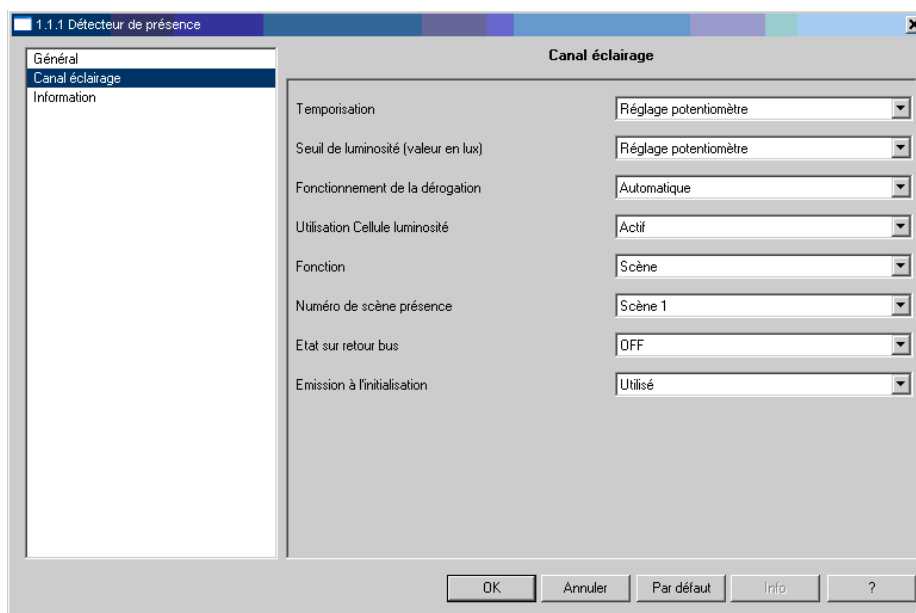 1.1.1 Détecteur de présence
Général
Canal éclairage
Information
Canal éclairage
Temporisation Réglage potentiomètre
Seuil de luminosité (valeur en lux) Réglage potentiomètre
Fonctionnement de la dérogation Automatique
Utilisation Cellule luminosité Actif
Fonction Scène
Numéro de scène présence Scène 1
Etat sur retour bus OFF
Emission à l'initialisation Utilisé
OK Annuler Par défaut Info ?